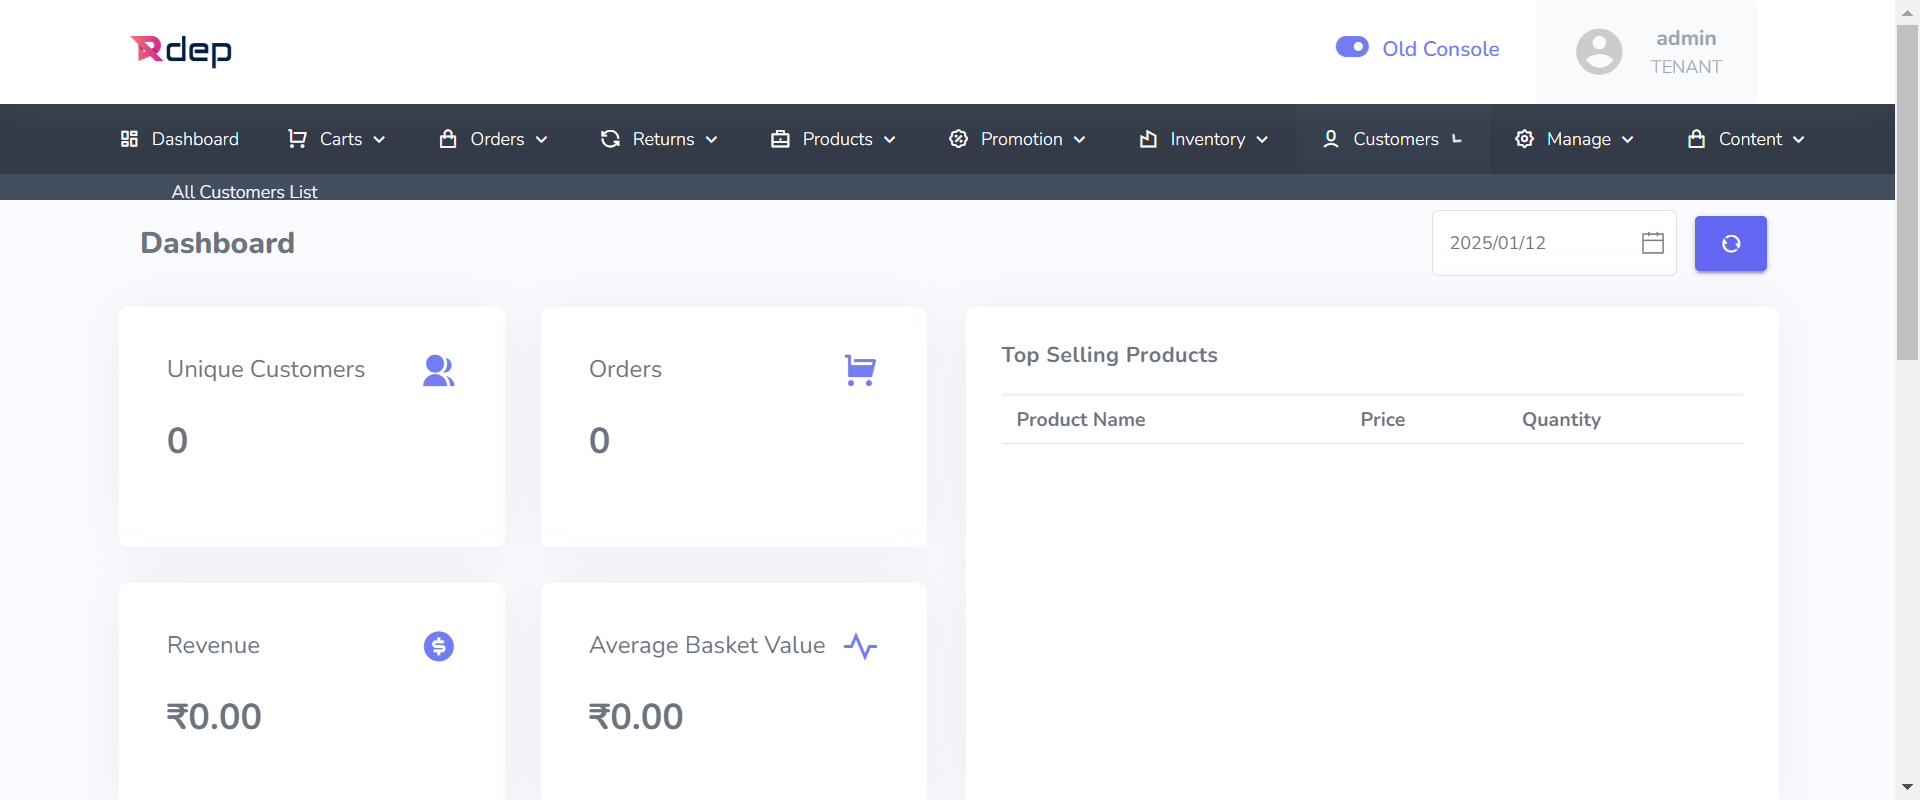 Rdep
Old Console
admin
TENANT
Dashboard Carts Orders Returns Products Promotion Inventory Customers Manage Content
All Customers List
Dashboard
2025/01/12
Unique Customers
0
Orders
0
Top Selling Products
Product Name Price Quantity
Revenue
₹0.00
Average Basket Value
₹0.00